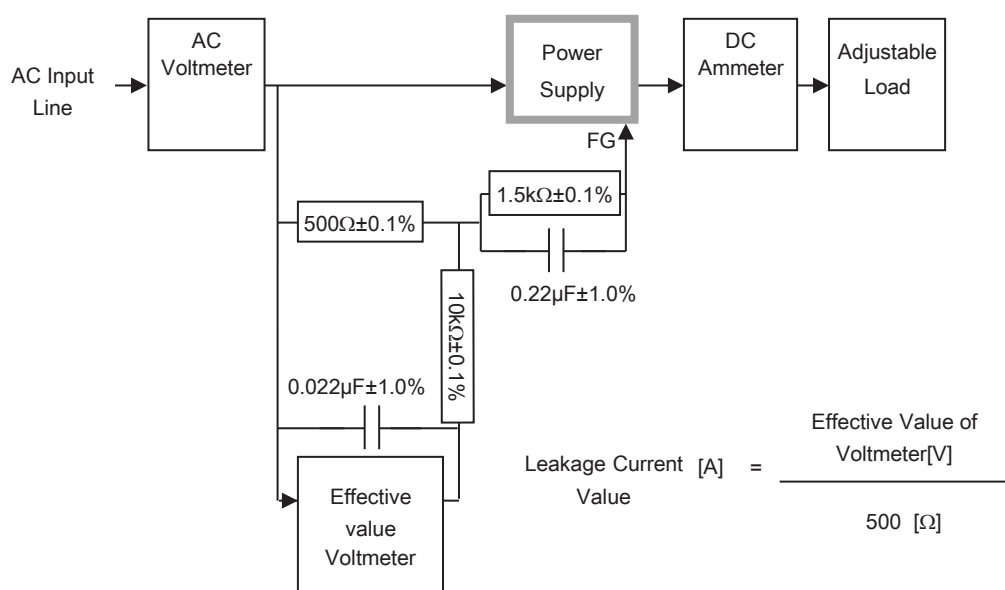 AC Input
Line
AC
Voltmeter
Power
Supply
DC
Ammeter
Adjustable
Load
FG
1.5kΩ±0.1%
500Ω±0.1%
0.22µF±1.0%
10kΩ±0.1%
0.022µF±1.0%
Effective
value
Voltmeter
Leakage Current [A] =
Value
Effective Value of
Voltmeter[V]
500 [Ω]